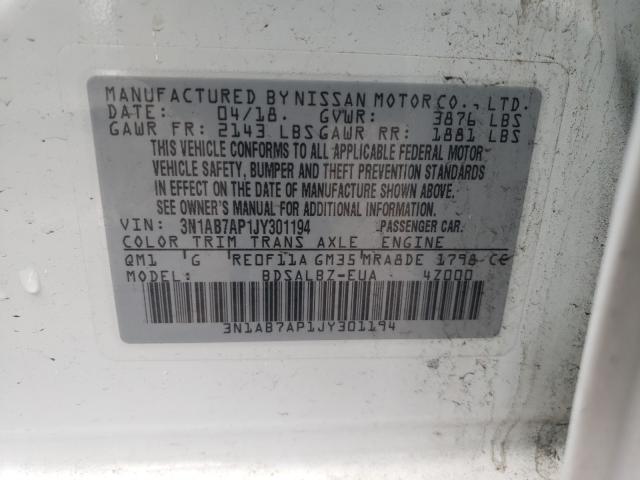 MANUFACTURED BY NISSAN MOTOR CO., LTD.
DATE: 04/18. GVWR: 3876 LBS
GAWR FR: 2143 LBS GAWR RR: 1881 LBS
THIS VEHICLE CONFORMS TO ALL APPLICABLE FEDERAL MOTOR
VEHICLE SAFETY, BUMPER, AND THEFT PREVENTION STANDARDS
IN EFFECT ON THE DATE OF MANUFACTURE SHOWN ABOVE.
SEE OWNER'S MANUAL FOR ADDITIONAL INFORMATION.
VIN: 3N1AB7AP1JY301194 PASSENGER CAR.
COLOR TRIM TRANS AXLE ENGINE
QM1 G RE0F11A GM35 MRA8DE 1798 CC
MODEL: BDSALBZ-EUA 4Z000
3N1AB7AP1JY301194